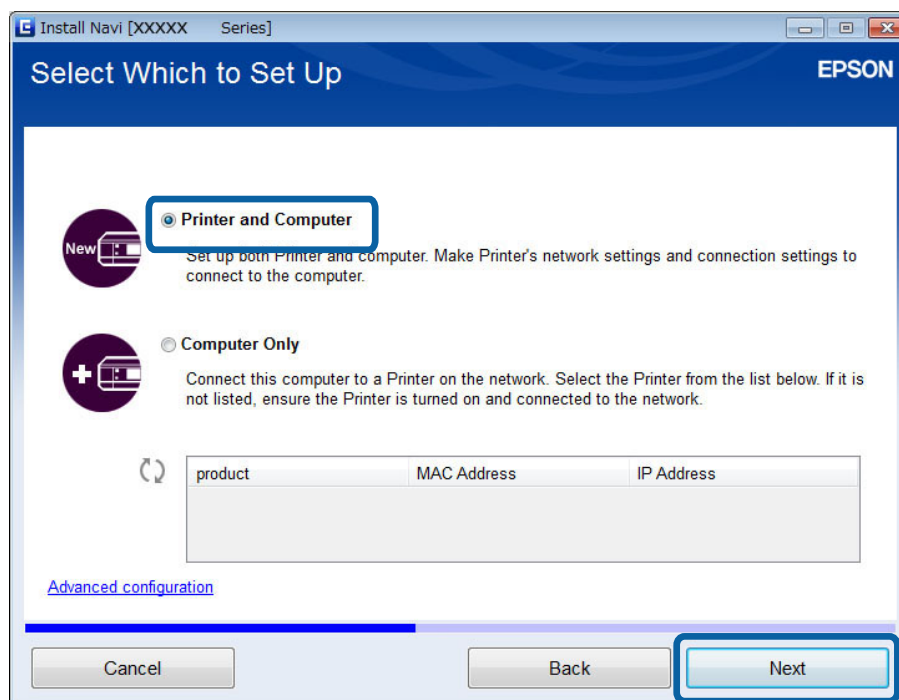 Install Navi [XXXXX Series]
Select Which to Set Up
EPSON
New
Printer and Computer
Set up both Printer and computer. Make Printer's network settings and connection settings to
connect to the computer.
Computer Only
Connect this computer to a Printer on the network. Select the Printer from the list below. If it is
not listed, ensure the Printer is turned on and connected to the network.
product MAC Address IP Address
Advanced configuration
Cancel Back Next